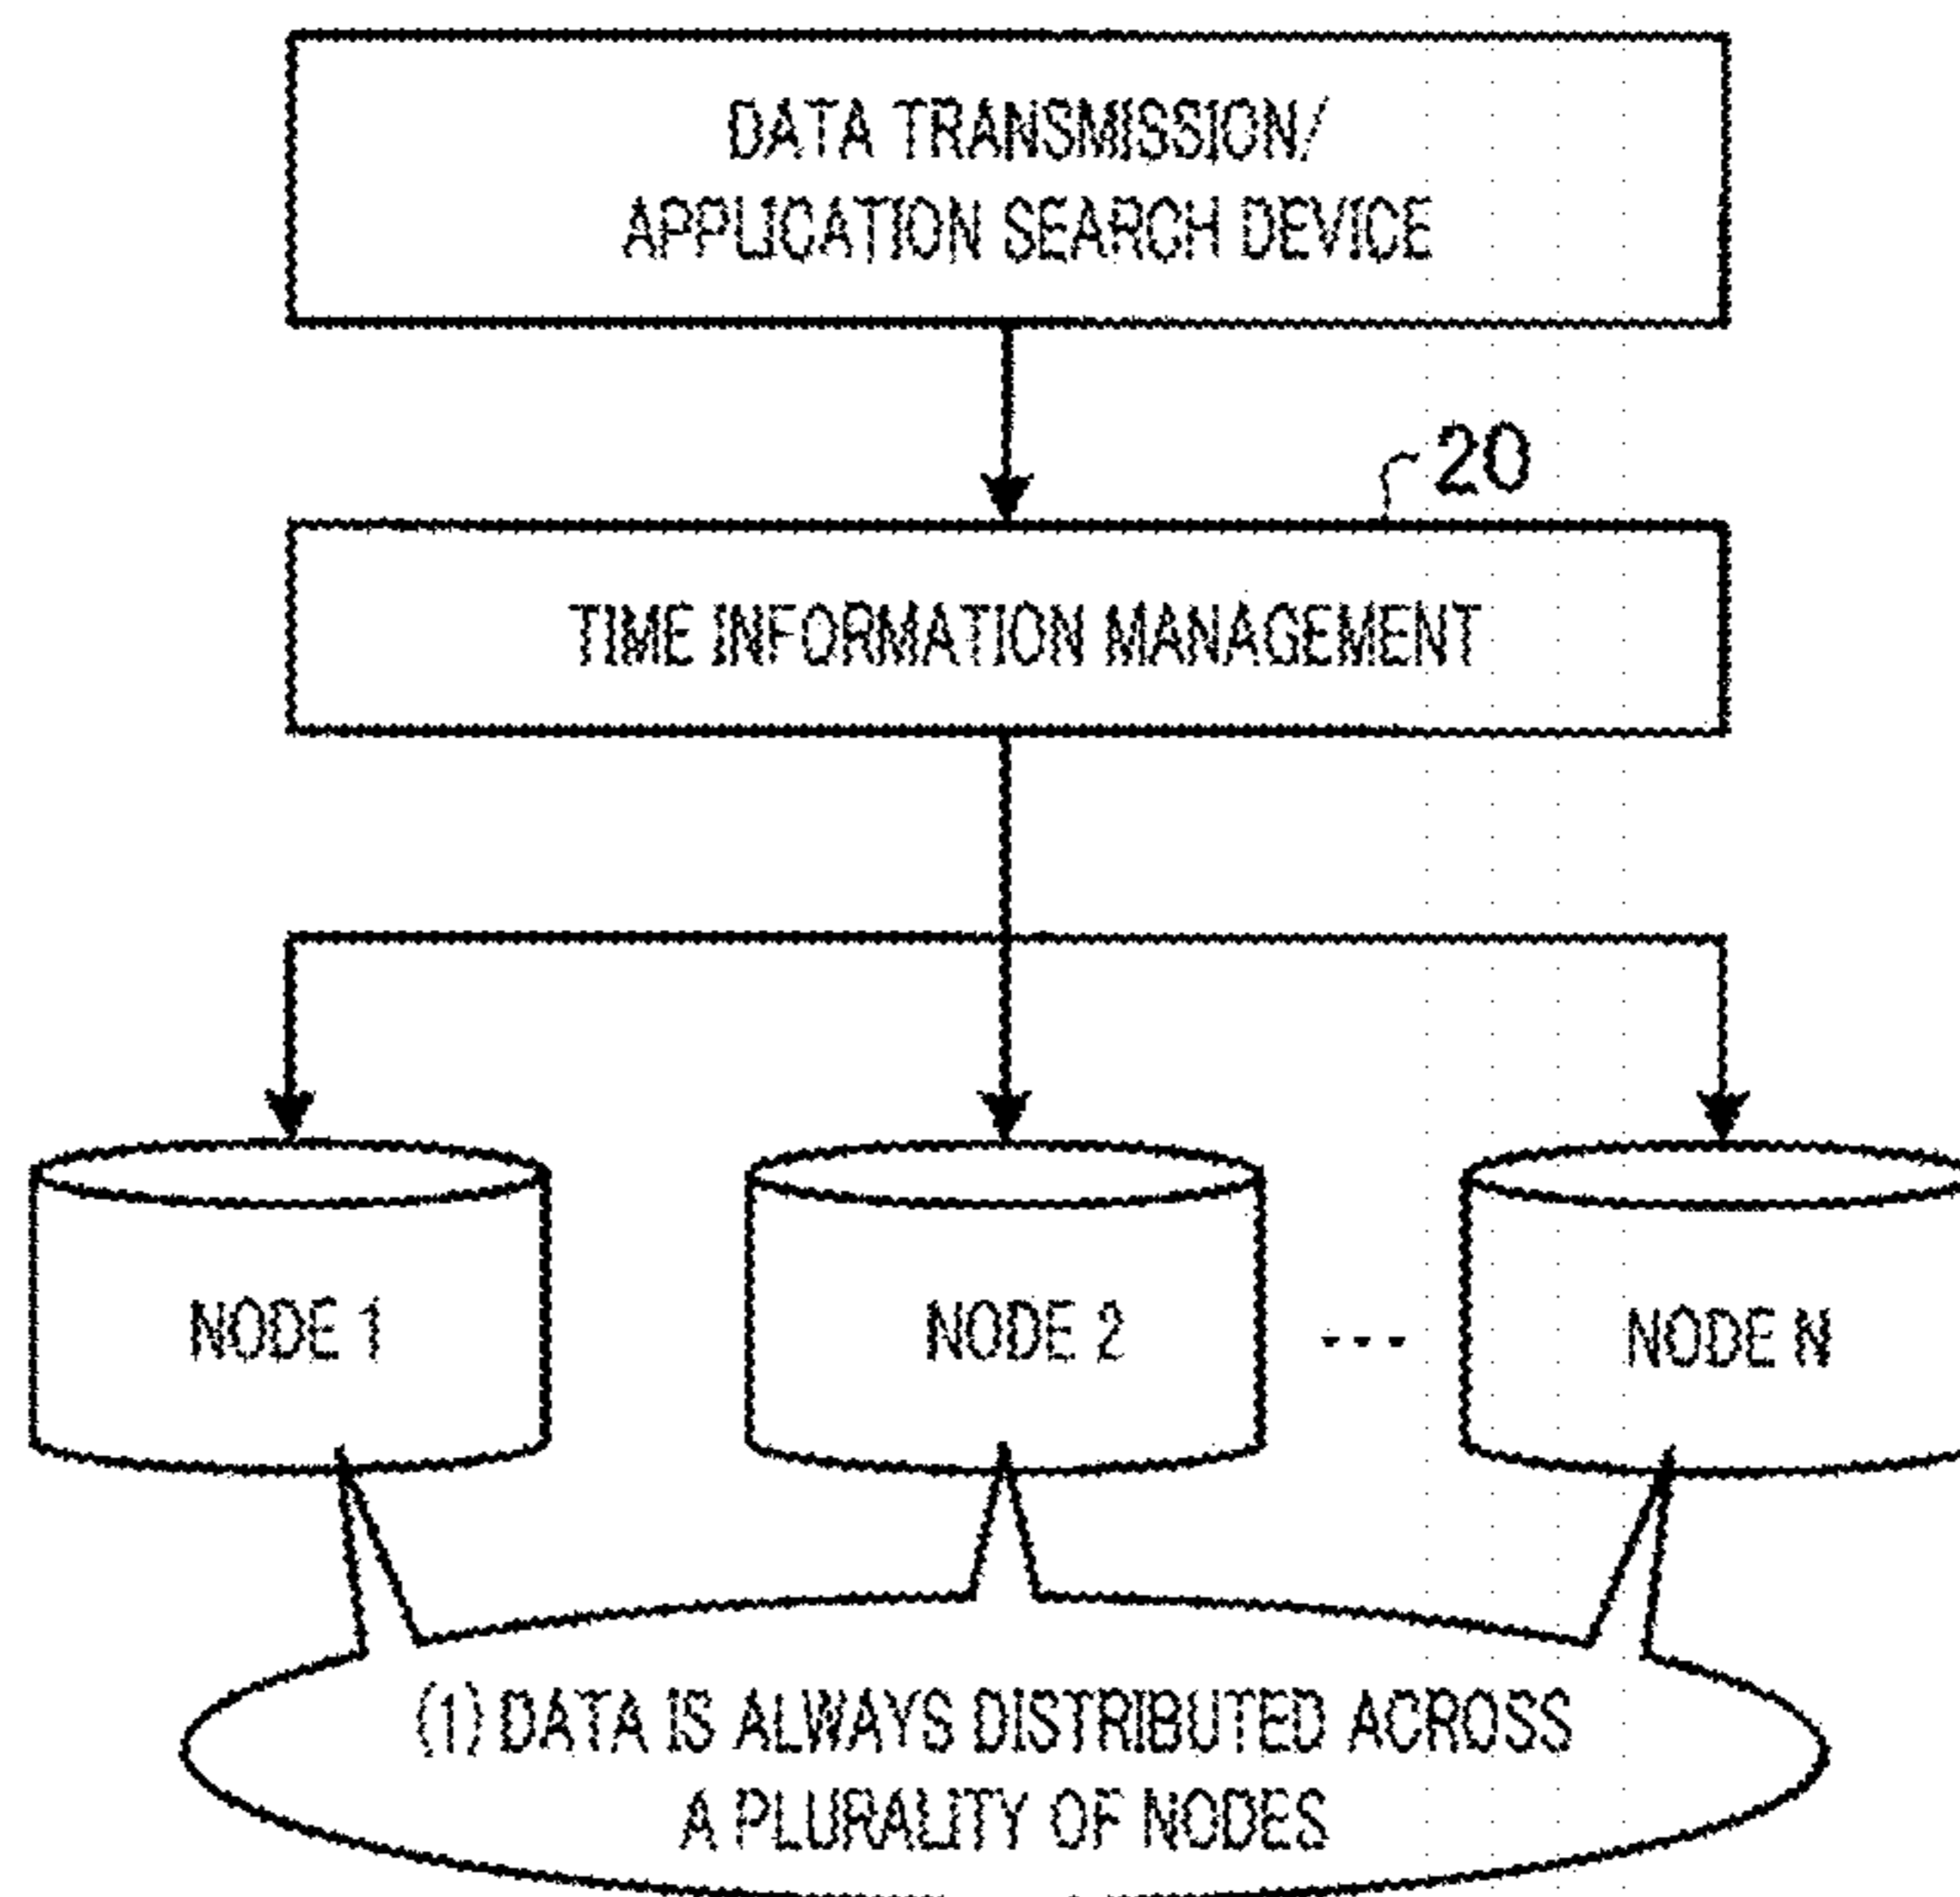 DATA TRANSMISSION/
APPLICATION SEARCH DEVICE
20
TIME INFORMATION MANAGEMENT
NODE 1
NODE 2
...
NODE N
(1) DATA IS ALWAYS DISTRIBUTED ACROSS
A PLURALITY OF NODES